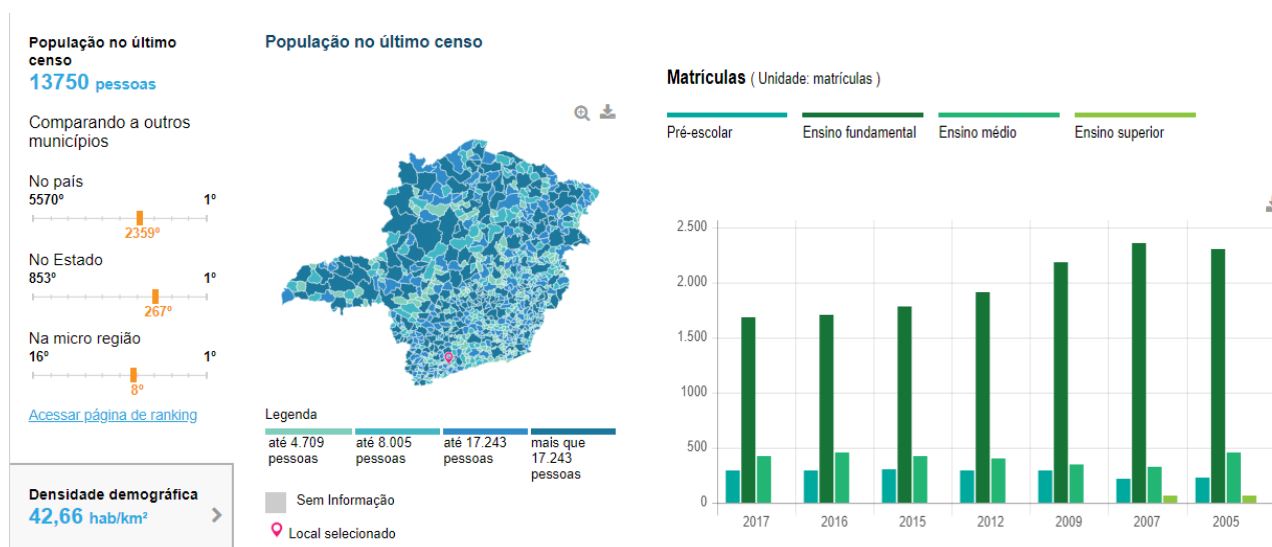 População no último
censo
13750 pessoas
Comparando a outros
municípios
No país
5570º 1º
2359º
No Estado
853º 1º
267º
Na micro região
16º 1º
8º
Acessar página de ranking
Densidade demográfica
42,66 hab/km²
População no último censo
Legenda
até 4.709
pessoas
até 8.005
pessoas
até 17.243
pessoas
mais que
17.243
pessoas
Sem Informação
Local selecionado
Matrículas ( Unidade: matrículas )
Pré-escolar Ensino fundamental Ensino médio Ensino superior
2.500
2.000
1.500
1000
500
0
2017 2016 2015 2012 2009 2007 2005